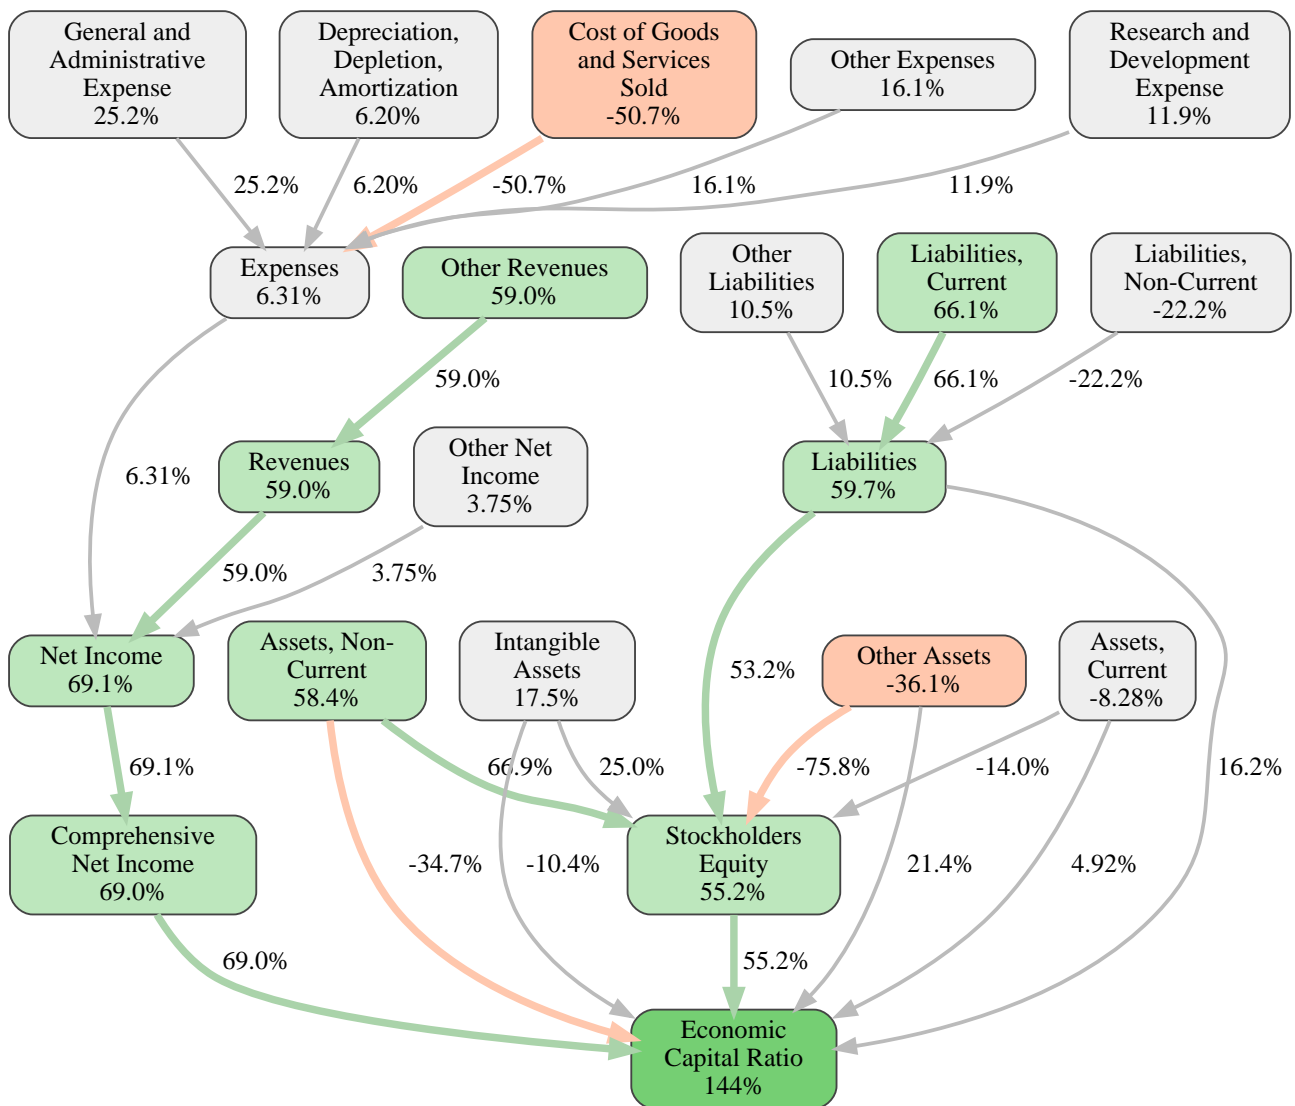 General and
Administrative
Expense
25.2%
Depreciation,
Depletion,
Amortization
6.20%
Cost of Goods
and Services
Sold
-50.7%
Other Expenses
16.1%
Research and
Development
Expense
11.9%
25.2%
6.20%
-50.7%
16.1%
11.9%
Expenses
6.31%
Other Revenues
59.0%
Other
Liabilities
10.5%
Liabilities,
Current
66.1%
Liabilities,
Non-Current
-22.2%
59.0%
10.5%
66.1%
-22.2%
6.31%
Revenues
59.0%
Other Net
Income
3.75%
Liabilities
59.7%
59.0%
3.75%
Net Income
69.1%
Assets, Non-
Current
58.4%
Intangible
Assets
17.5%
53.2%
Other Assets
-36.1%
Assets,
Current
-8.28%
69.1%
66.9%
25.0%
-75.8%
-14.0%
16.2%
Comprehensive
Net Income
69.0%
-34.7%
-10.4%
Stockholders
Equity
55.2%
21.4%
4.92%
69.0%
55.2%
Economic
Capital Ratio
144%